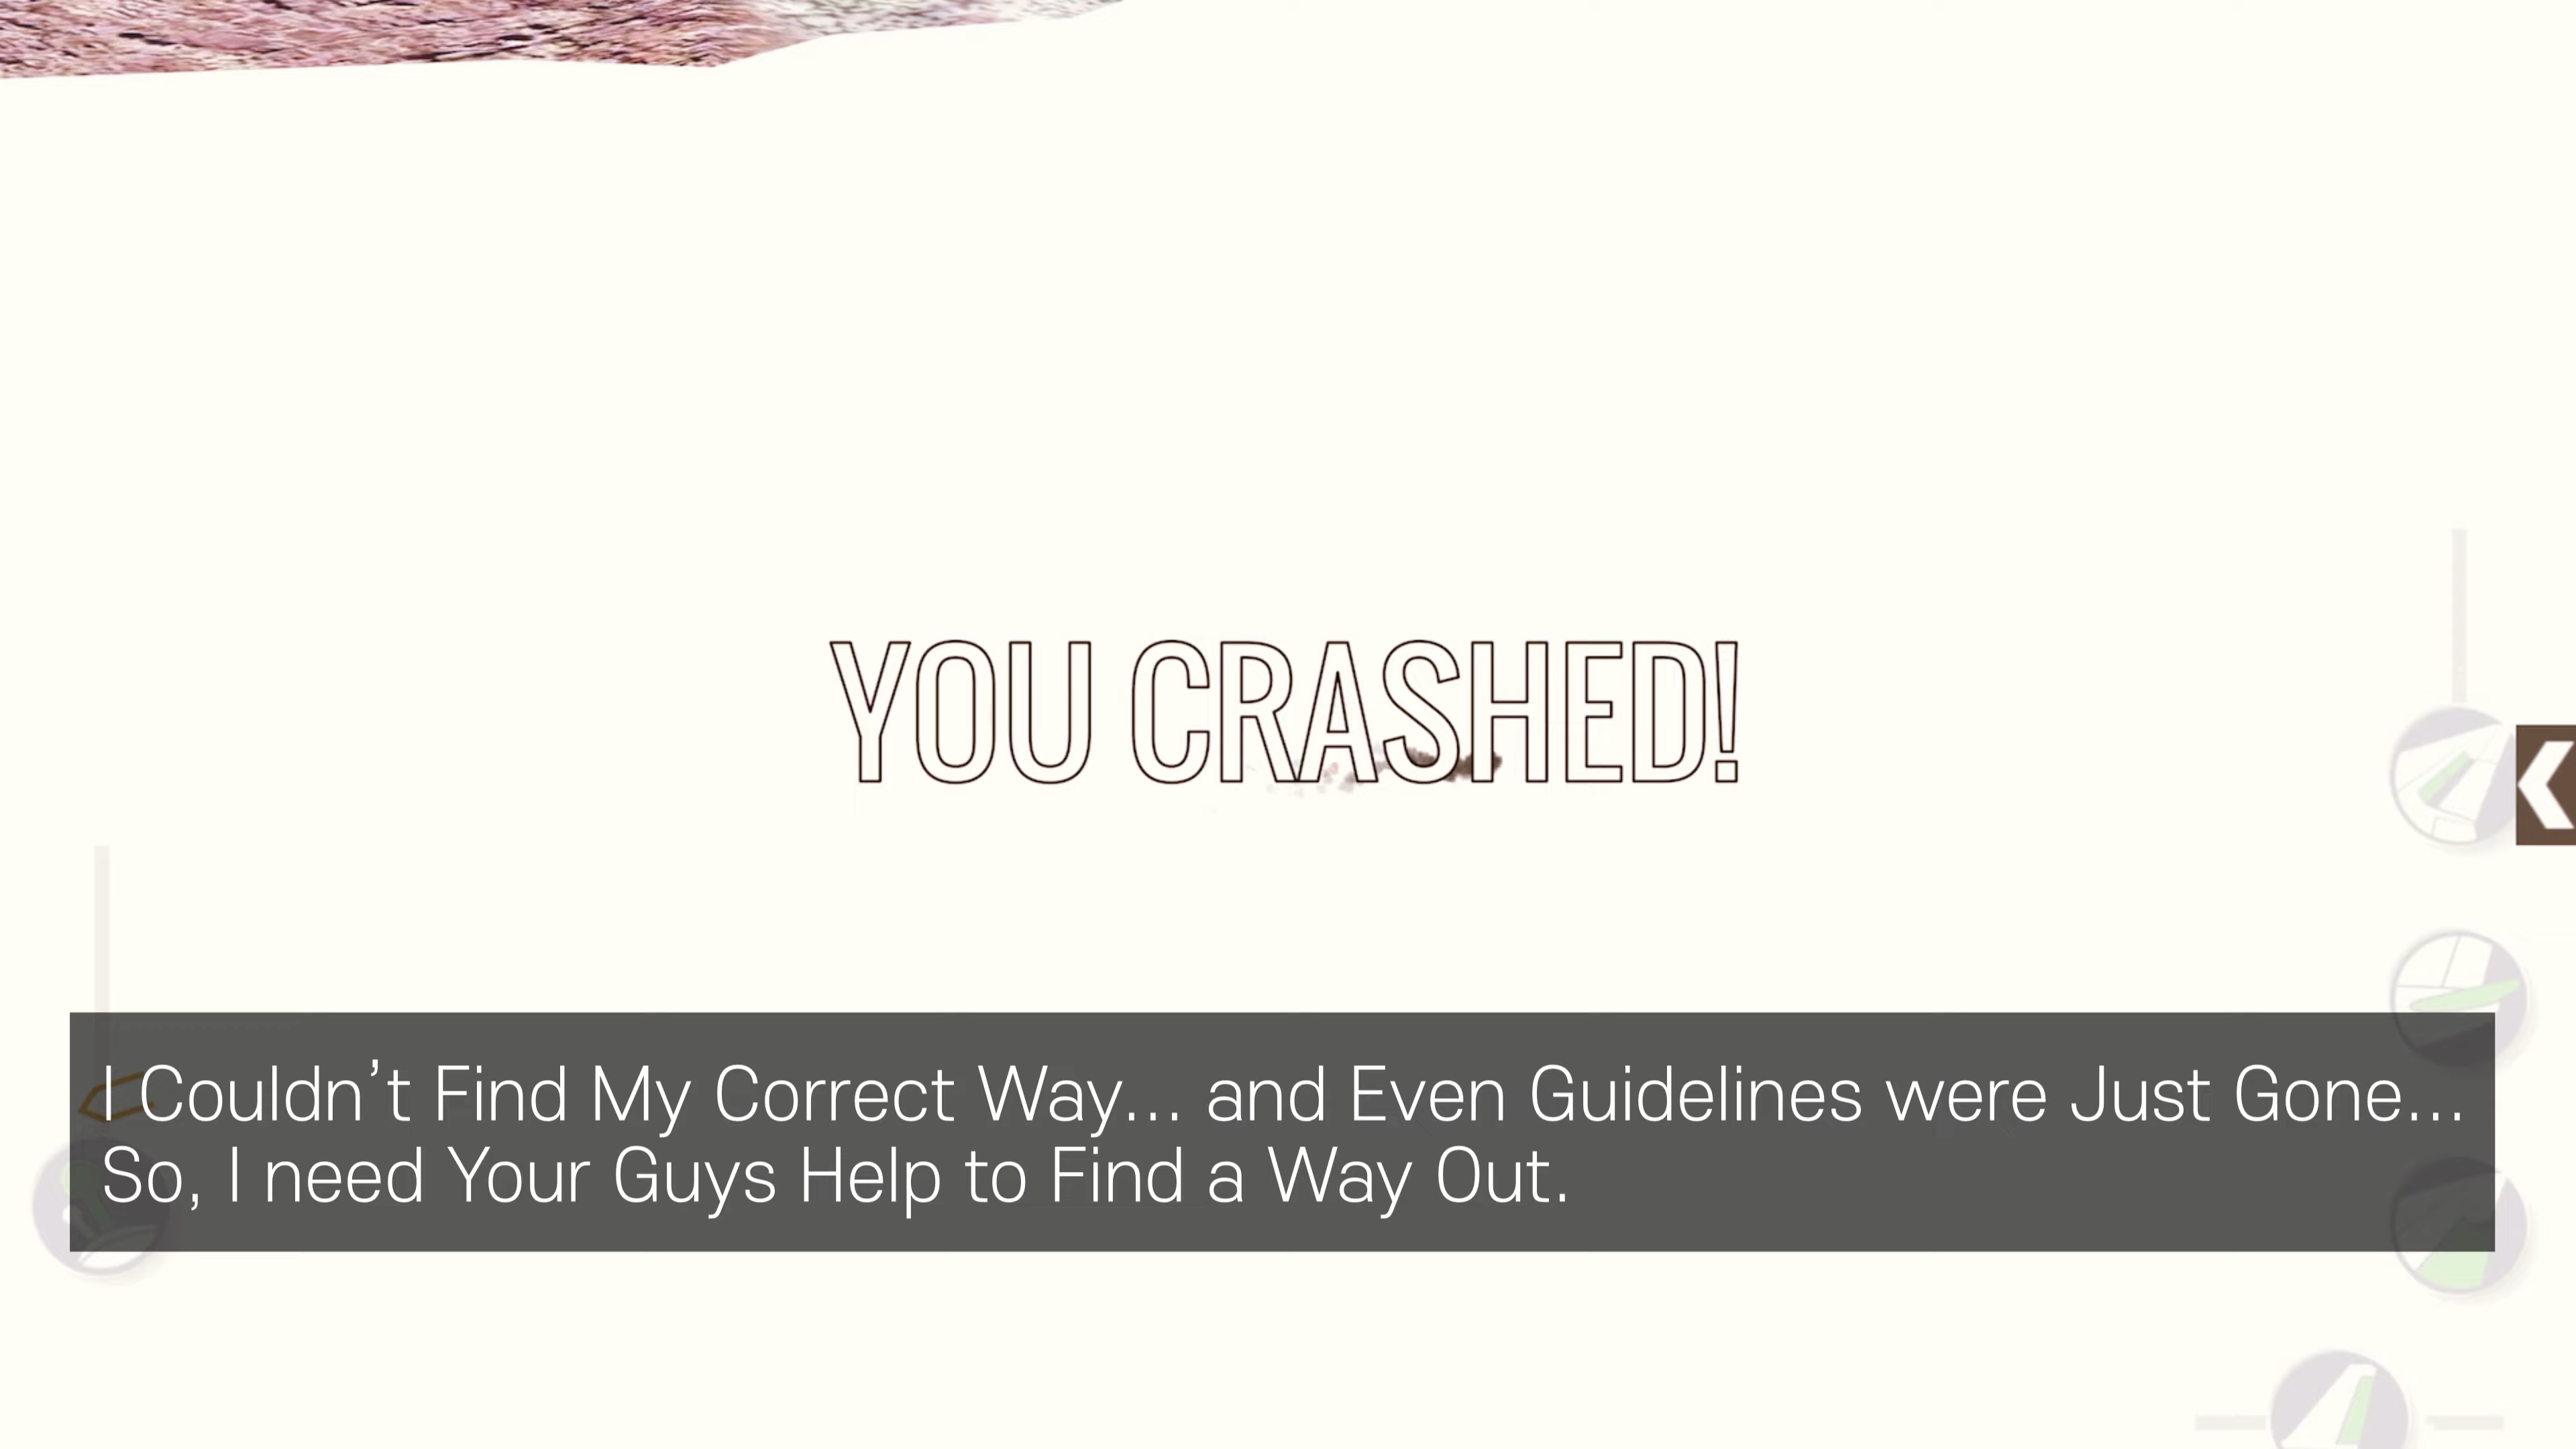 YOU CRASHED!
I Couldn’t Find My Correct Way... and Even Guidelines were Just Gone...
So, I need Your Guys Help to Find a Way Out.